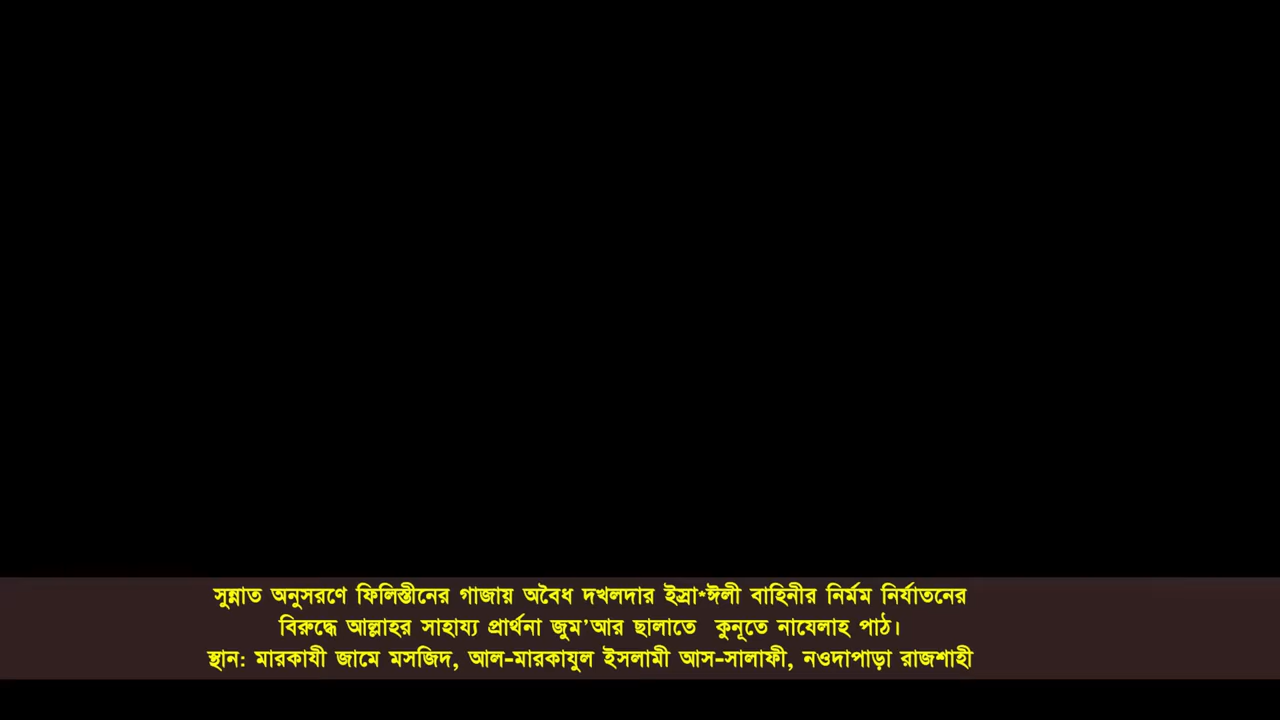 সুন্নাত অনুসরণে ফিলিস্তীনের গাজায় অবৈধ দখলদার ইস্রা*ঈলী বাহিনীর নির্মম নির্যাতনের
বিরুদ্ধে আল্লাহর সাহায্য প্রার্থনা জুম'আর ছালাতে কুনূতে নাযেলাহ পাঠ।
স্থান: মারকাযী জামে মসজিদ, আল-মারকাযুল ইসলামী আস-সালাফী, নওদাপাড়া রাজশাহী